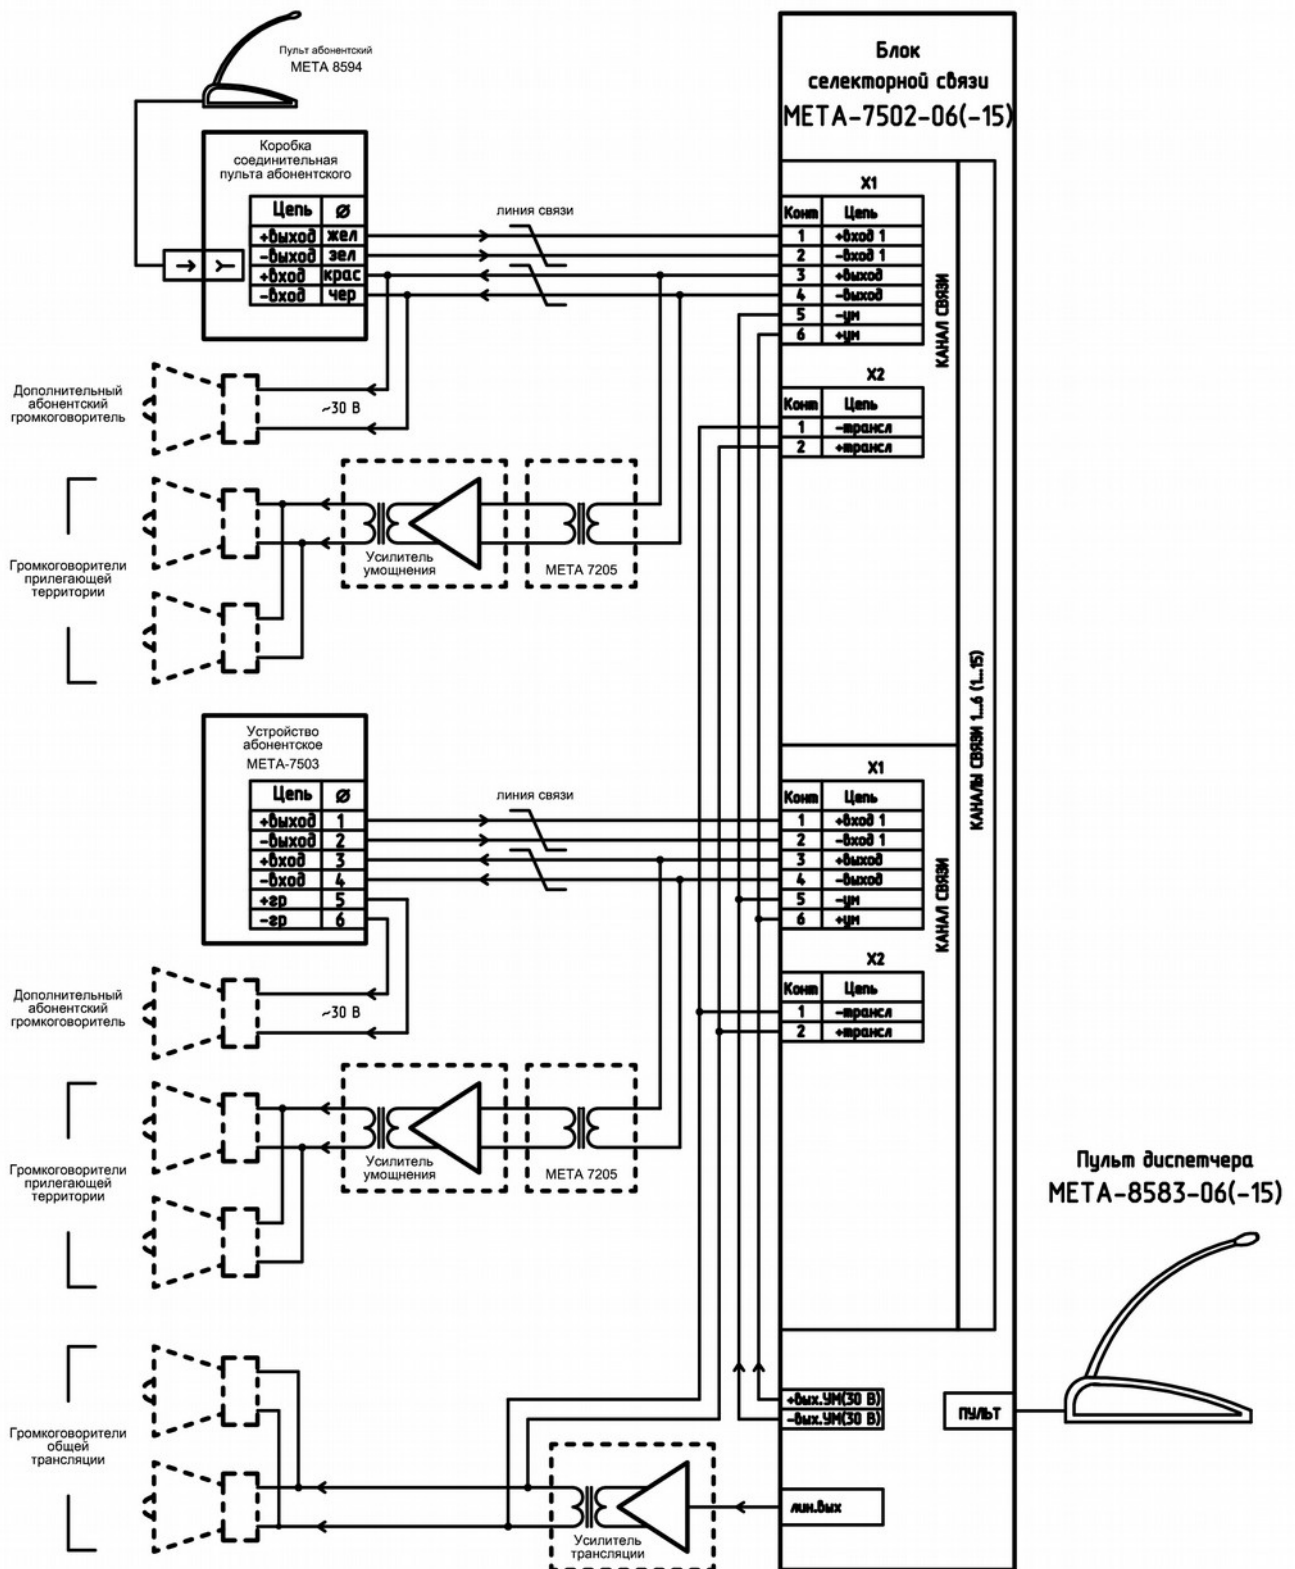 Пульт абонентский
МЕТА 8594
Коробка
соединительная
пульта абонентского
Цепь Ø
+выход жел
-выход зел
+вход крас
-вход чер
линия связи
Дополнительный
абонентский
громкоговоритель
~30 В
Громкоговорители
прилегающей
территории
Усилитель
умощнения
МЕТА 7205
Блок
селекторной связи
МЕТА-7502-06(-15)
X1
Конт Цепь
1 +вход 1
2 -вход 1
3 +выход
4 -выход
5 -ум
6 +ум
X2
Конт Цепь
1 -трансл
2 +трансл
КАНАЛ СВЯЗИ
КАНАЛЫ СВЯЗИ 1...6 (1...15)
Устройство
абонентское
МЕТА-7503
Цепь Ø
+выход 1
-выход 2
+вход 3
-вход 4
+гр 5
-гр 6
линия связи
Дополнительный
абонентский
громкоговоритель
~30 В
Громкоговорители
прилегающей
территории
Усилитель
умощнения
МЕТА 7205
X1
Конт Цепь
1 +вход 1
2 -вход 1
3 +выход
4 -выход
5 -ум
6 +ум
X2
Конт Цепь
1 -трансл
2 +трансл
КАНАЛ СВЯЗИ
Пульт диспетчера
МЕТА-8583-06(-15)
+вых.УМ(30 В)
-вых.УМ(30 В)
ПУЛЬТ
лин.вых
Громкоговорители
общей
трансляции
Усилитель
трансляции